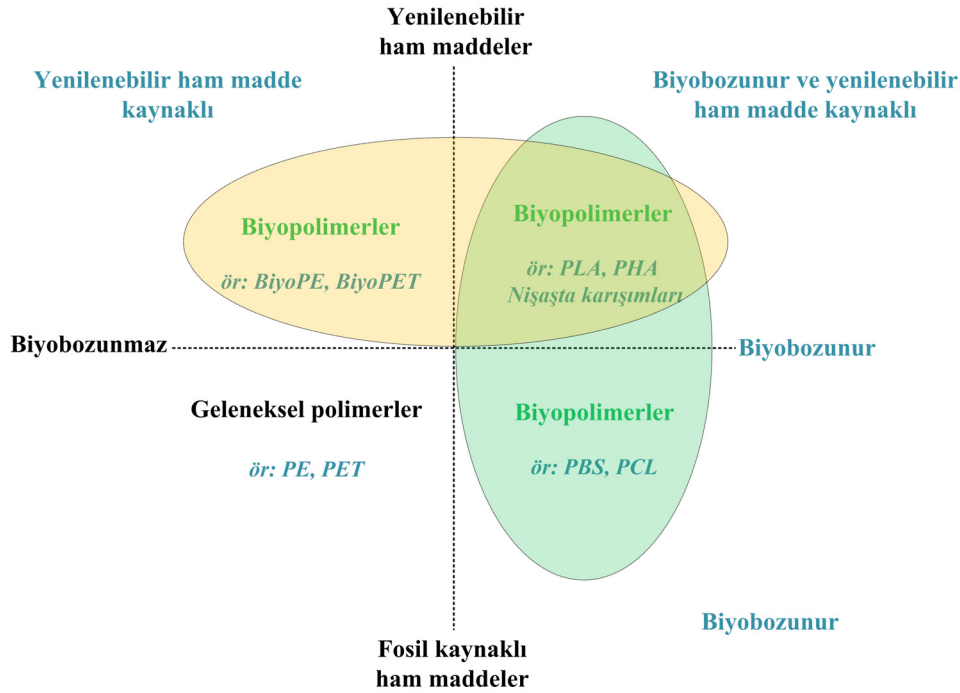 Yenilenebilir
ham maddeler
Yenilenebilir ham madde
kaynaklı
Biyobozunur ve yenilenebilir
ham madde kaynaklı
Biyopolimerler
ör: BiyoPE, BiyoPET
Biyopolimerler
ör: PLA, PHA
Nişasta karışımları
Biyobozunmaz
Biyobozunur
Geleneksel polimerler
ör: PE, PET
Biyopolimerler
ör: PBS, PCL
Biyobozunur
Fosil kaynaklı
ham maddeler